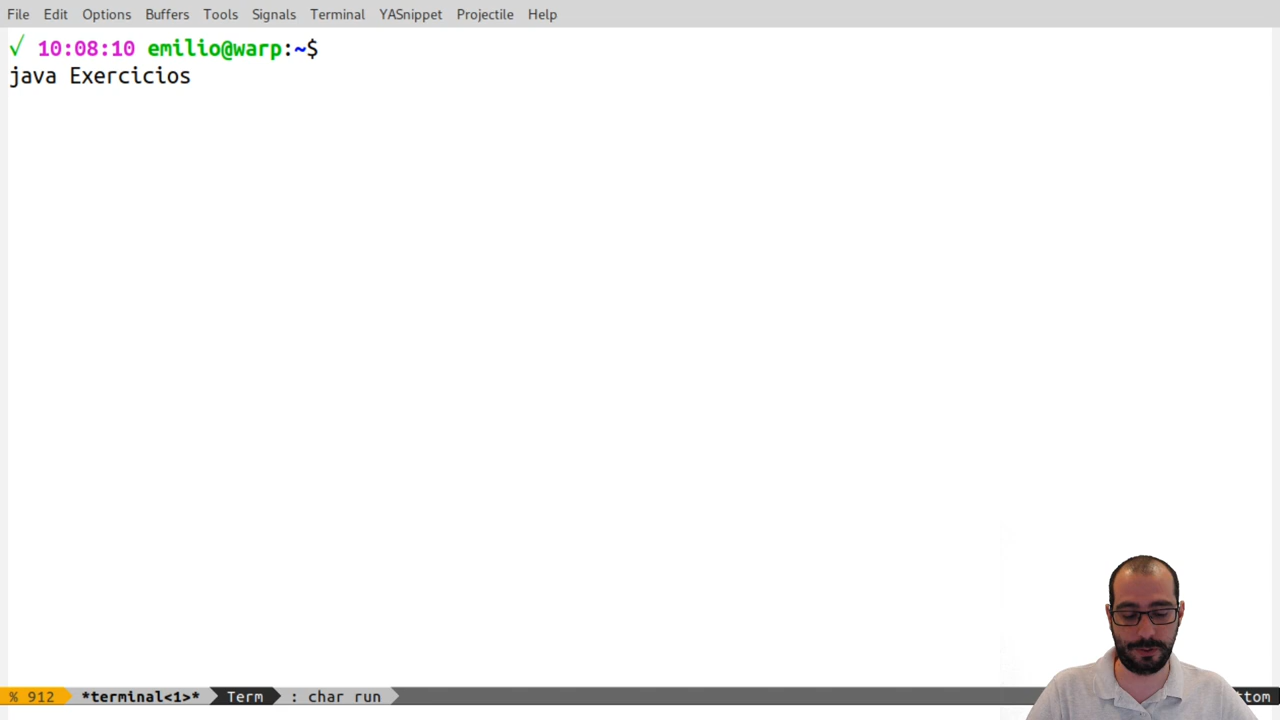 File Edit Options Buffers Tools Signals Terminal YASnippet Projectile Help
√ 10:08:10 emilio@warp:~$
java Exercicios
% 912 *terminal<1>* Term : char run